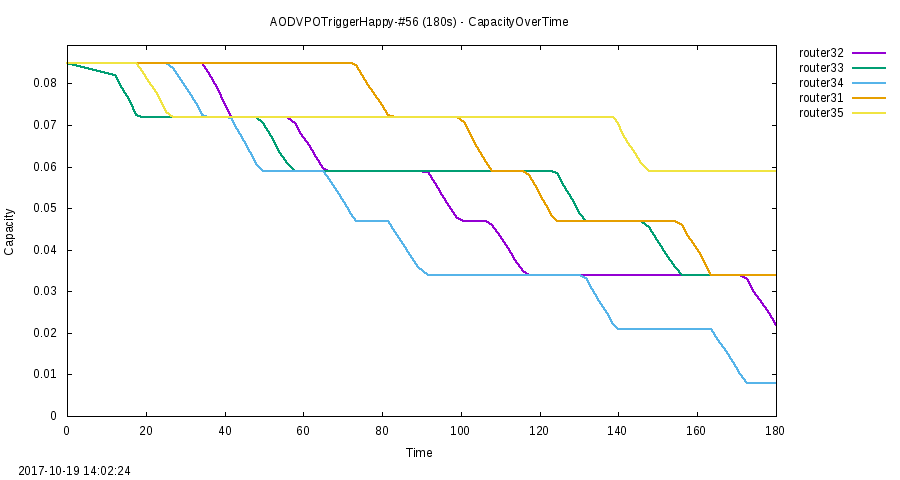 AODVPOTriggerHappy-#56 (180s) - CapacityOverTime
router32
router33
router34
router31
router35
0.08
0.07
0.06
0.05
0.04
0.03
0.02
0.01
0
Capacity
0 20 40 60 80 100 120 140 160 180
Time
2017-10-19 14:02:24